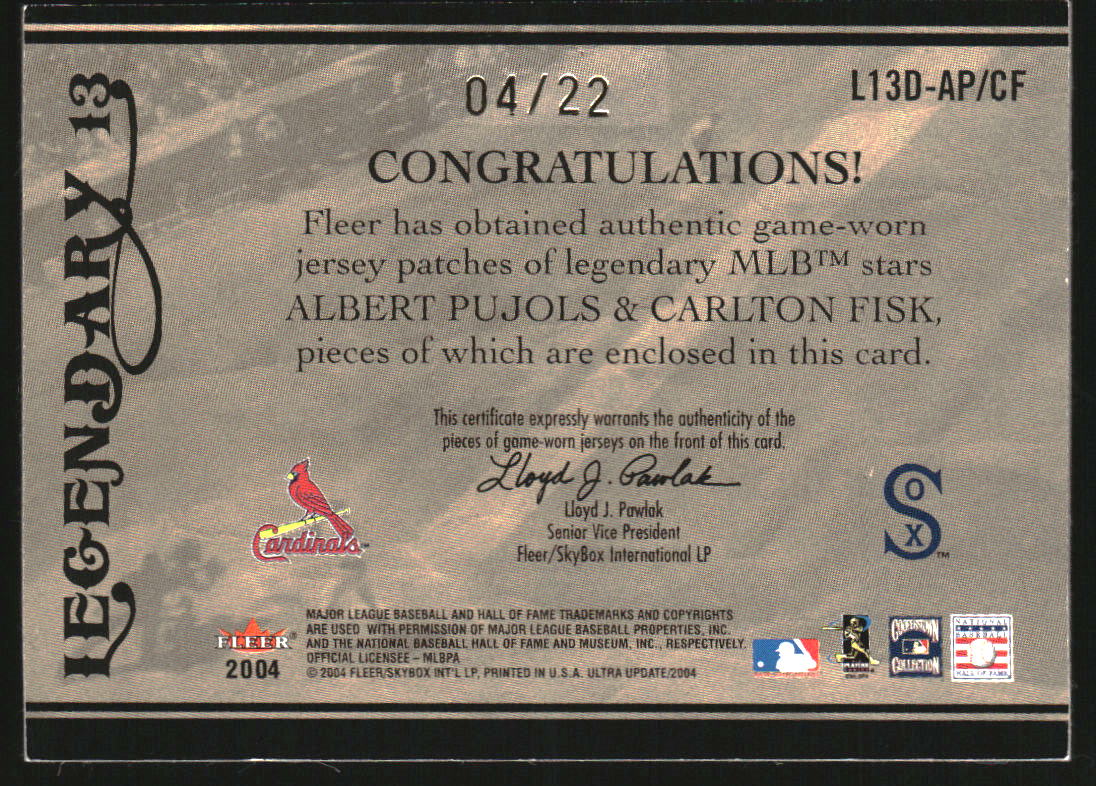 LEGENDARY 13
04/22
L13D-AP/CF
CONGRATULATIONS!
Fleer has obtained authentic game-worn
jersey patches of legendary MLB™ stars
ALBERT PUJOLS & CARLTON FISK,
pieces of which are enclosed in this card.
This certificate expressly warrants the authenticity of the
pieces of game-worn jerseys on the front of this card.
Lloyd J. Pawlak
Lloyd J. Pawlak
Senior Vice President
Fleer/SkyBox International LP
Cardinals™
SOX™
FLEER®
2004
MAJOR LEAGUE BASEBALL AND HALL OF FAME TRADEMARKS AND COPYRIGHTS
ARE USED WITH PERMISSION OF MAJOR LEAGUE BASEBALL PROPERTIES, INC.
AND THE NATIONAL BASEBALL HALL OF FAME AND MUSEUM, INC., RESPECTIVELY.
OFFICIAL LICENSEE – MLBPA
© 2004 FLEER/SKYBOX INT'L LP, PRINTED IN U.S.A. ULTRA UPDATE/2004
COOPERSTOWN
COLLECTION
NATIONAL
BASEBALL
HALL OF FAME